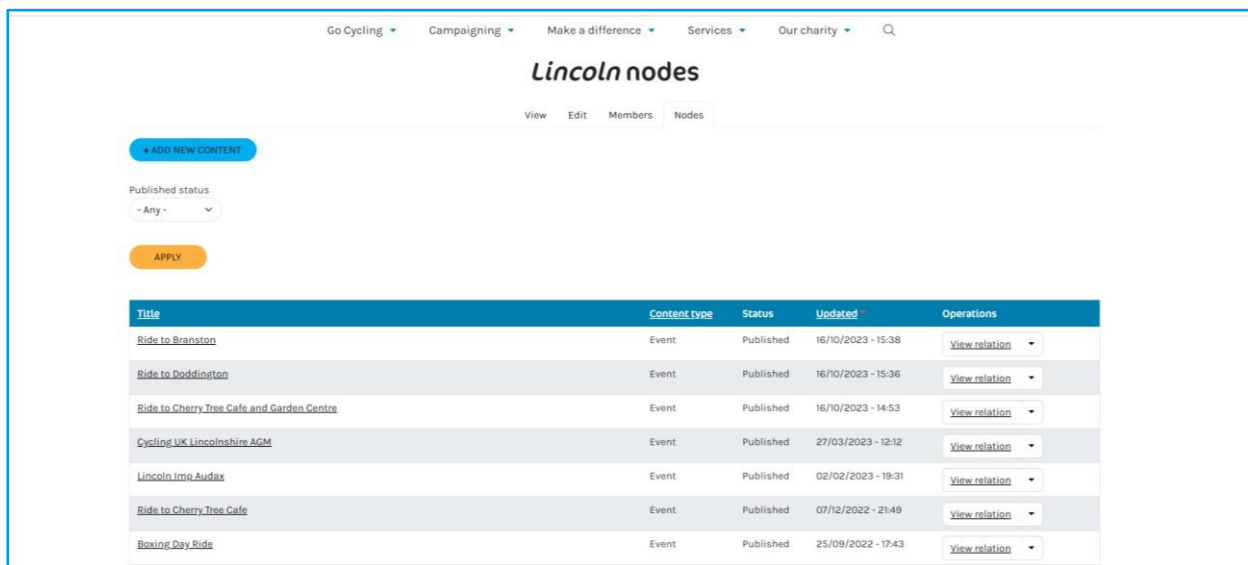 Go Cycling Campaigning Make a difference Services Our charity
Lincoln nodes
View Edit Members Nodes
+ ADD NEW CONTENT
Published status
- Any -
APPLY
Title Content type Status Updated Operations
Ride to Branston Event Published 16/10/2023 - 15:38 View relation
Ride to Doddington Event Published 16/10/2023 - 15:36 View relation
Ride to Cherry Tree Cafe and Garden Centre Event Published 16/10/2023 - 14:53 View relation
Cycling UK Lincolnshire AGM Event Published 27/03/2023 - 12:12 View relation
Lincoln Imp Audax Event Published 02/02/2023 - 19:31 View relation
Ride to Cherry Tree Cafe Event Published 07/12/2022 - 21:49 View relation
Boxing Day Ride Event Published 25/09/2022 - 17:43 View relation